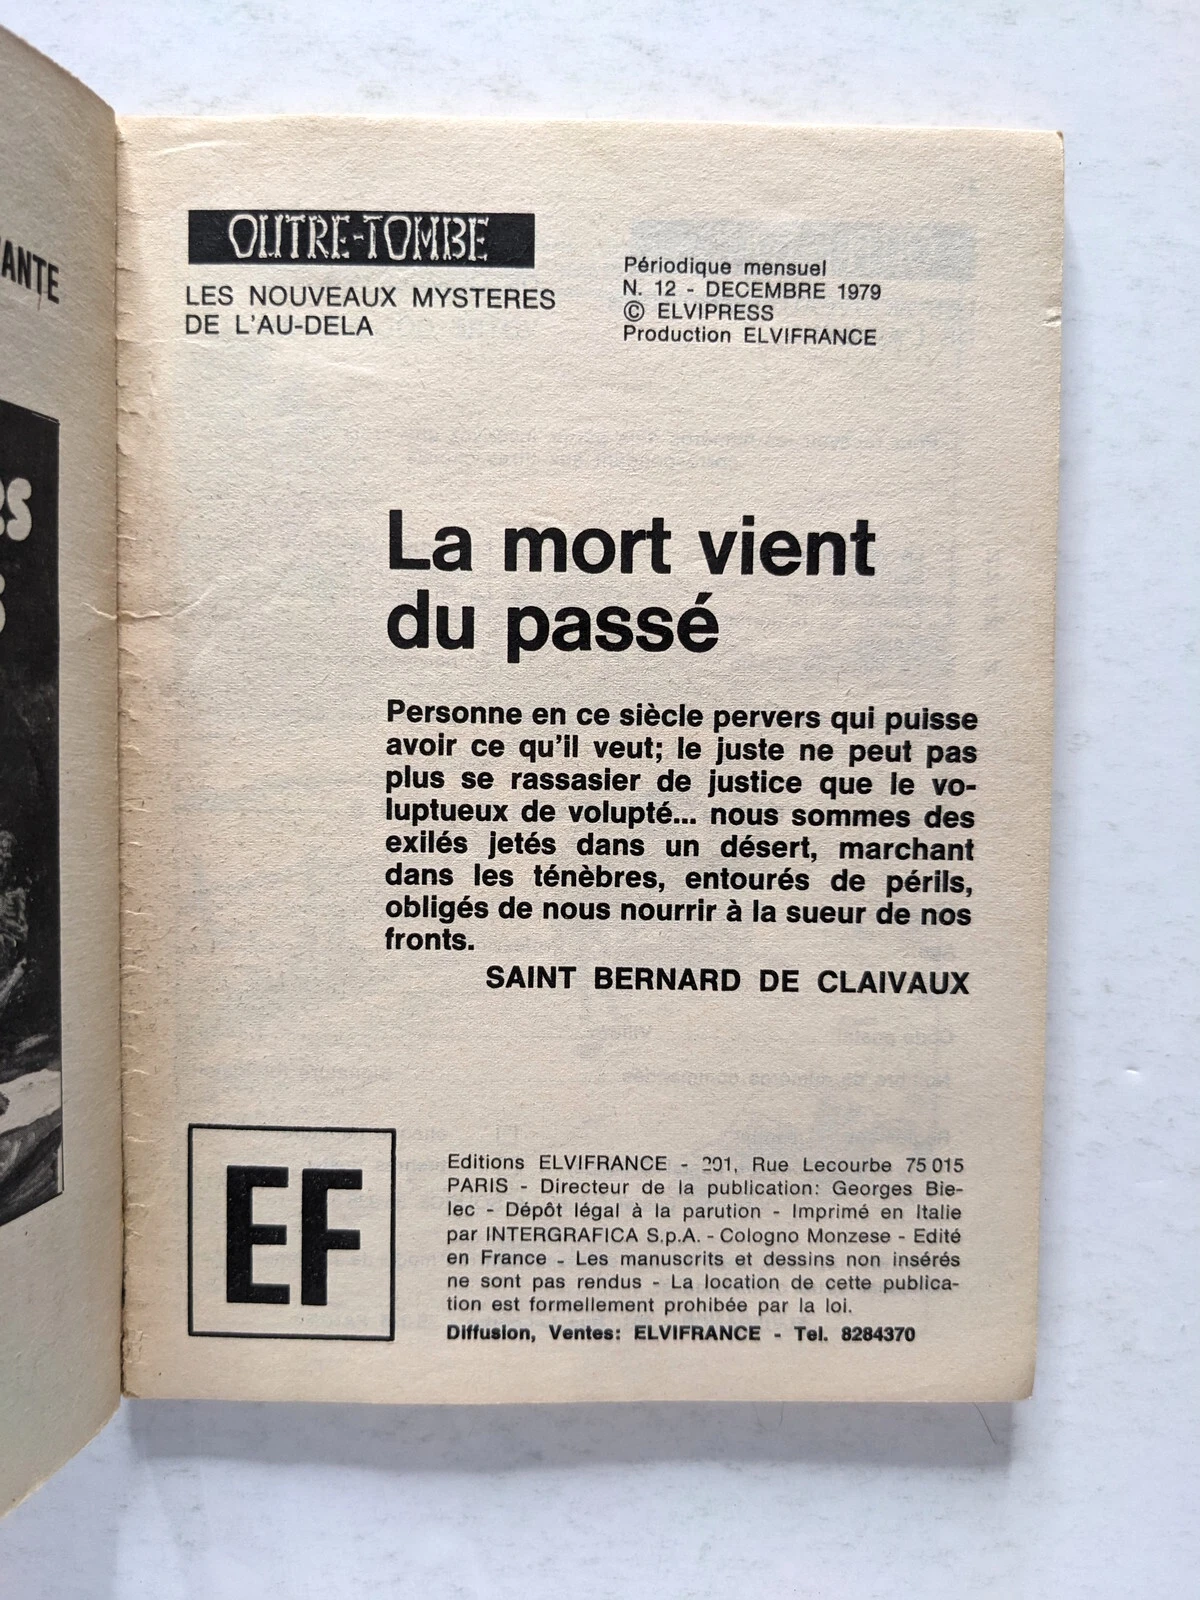 OUTRE-TOMBE
LES NOUVEAUX MYSTERES
DE L'AU-DELA
Périodique mensuel
N. 12 - DECEMBRE 1979
© ELVIPRESS
Production ELVIFRANCE
La mort vient
du passé
Personne en ce siècle pervers qui puisse
avoir ce qu'il veut; le juste ne peut pas
plus se rassasier de justice que le vo-
luptueux de volupté... nous sommes des
exilés jetés dans un désert, marchant
dans les ténèbres, entourés de périls,
obligés de nous nourrir à la sueur de nos
fronts.
SAINT BERNARD DE CLAIVAUX
EF
Editions ELVIFRANCE - 201, Rue Lecourbe 75 015
PARIS - Directeur de la publication: Georges Bie-
lec - Dépôt légal à la parution - Imprimé en Italie
par INTERGRAFICA S.p.A. - Cologno Monzese - Edité
en France - Les manuscrits et dessins non insérés
ne sont pas rendus - La location de cette publica-
tion est formellement prohibée par la loi.
Diffusion, Ventes: ELVIFRANCE - Tel. 8284370